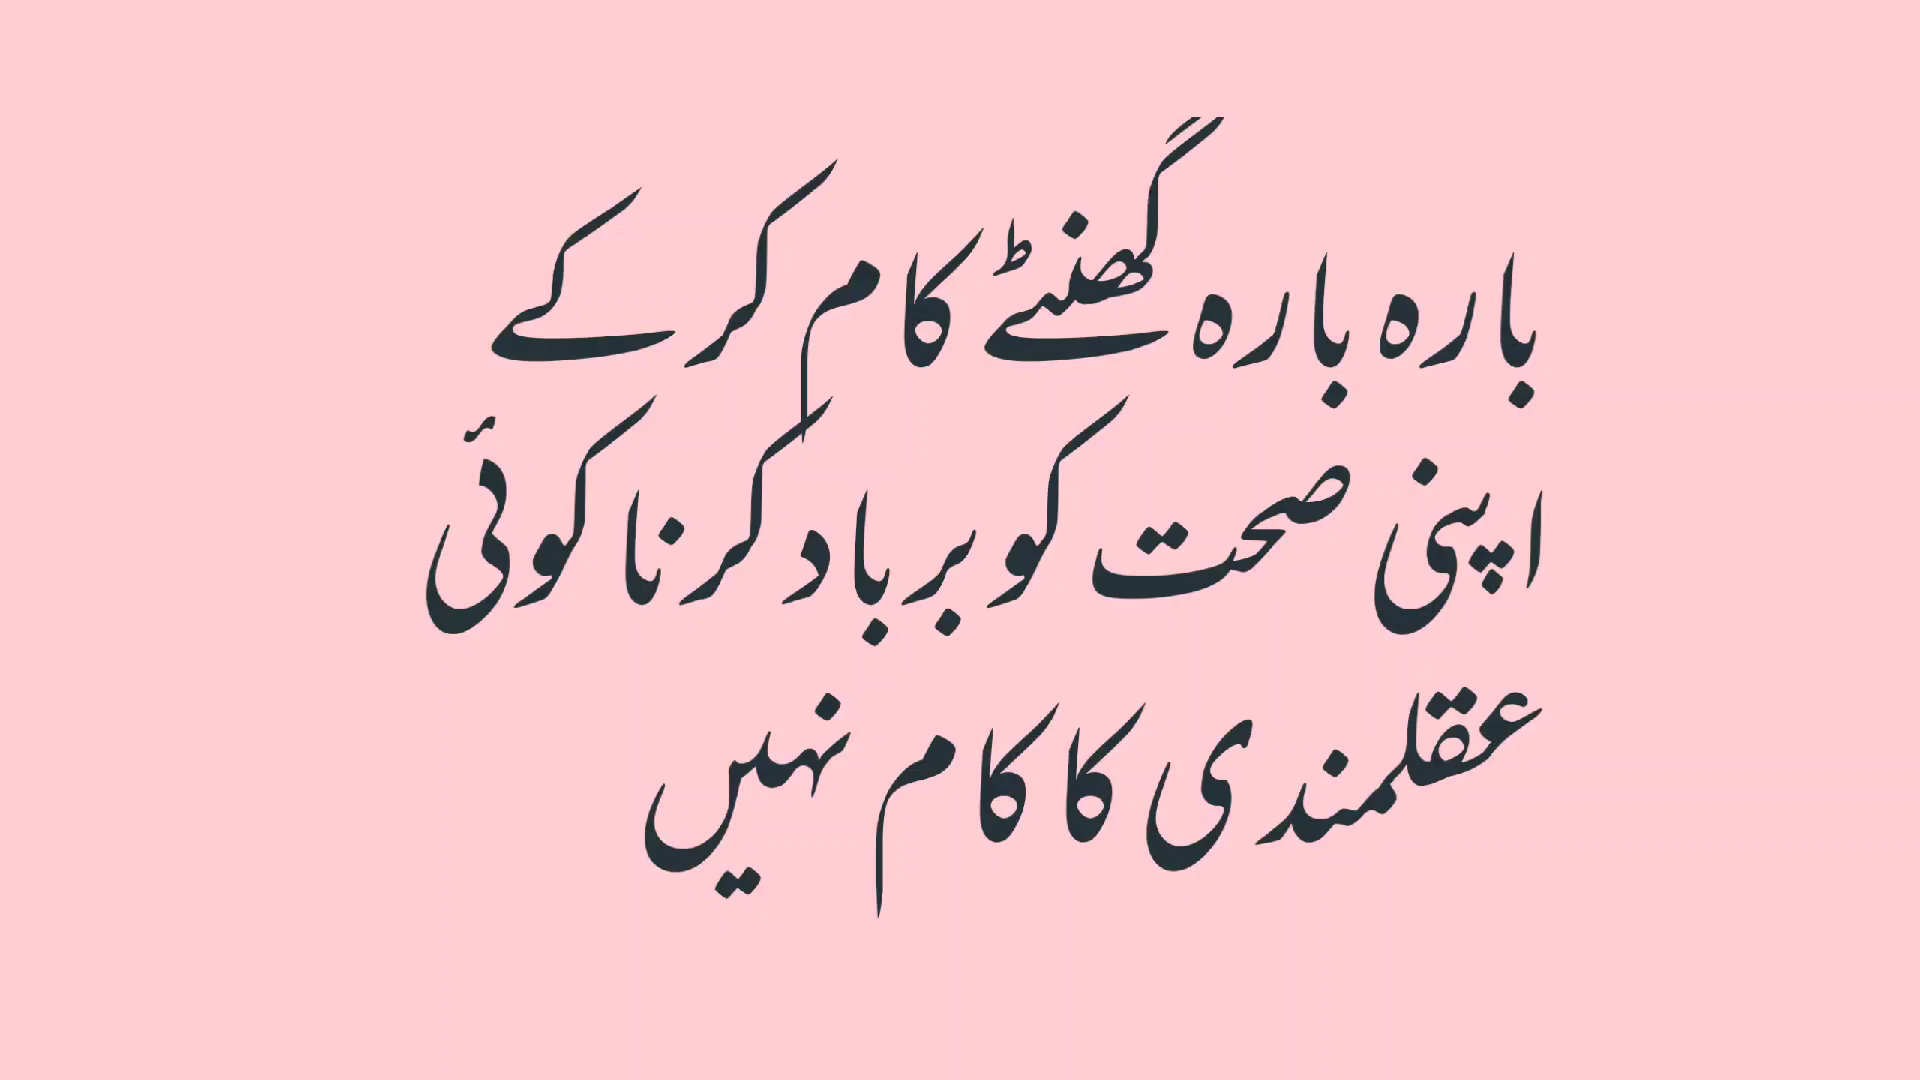 بارہ بارہ گھنٹے کام کر کے
اپنی صحت کو برباد کرنا کوئی
عقلمندی کا کام نہیں